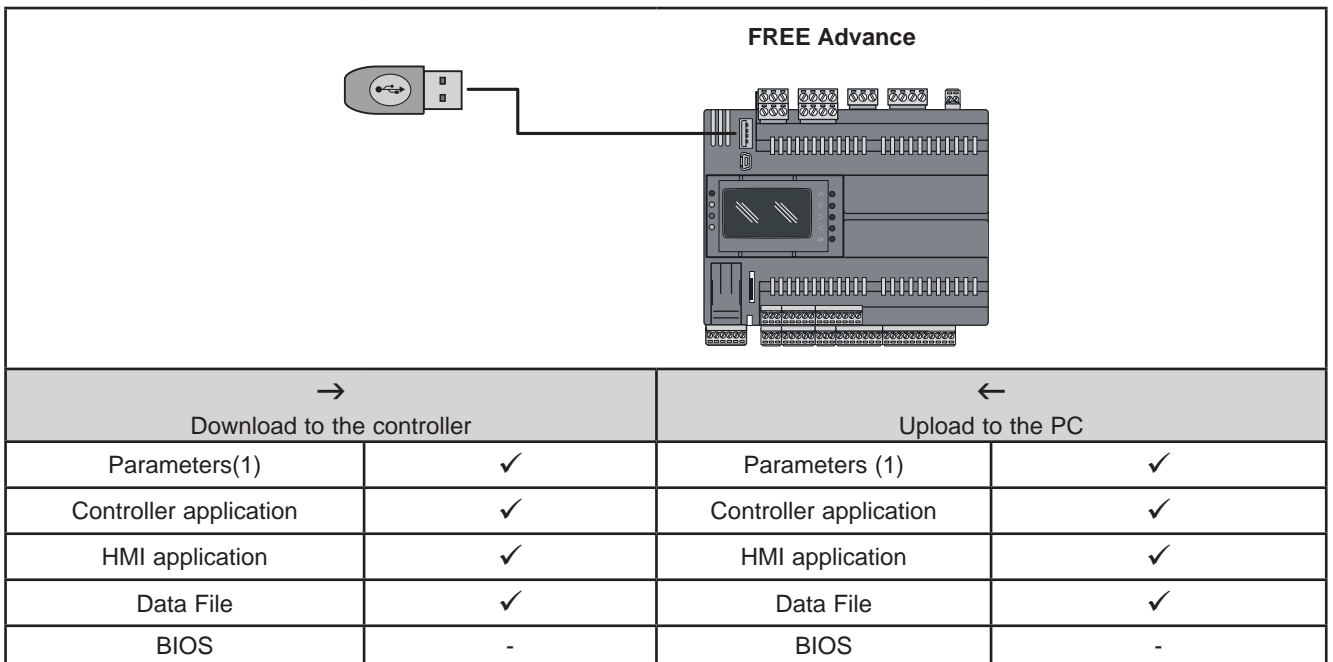 FREE Advance
→ ←
Download to the controller Upload to the PC
Parameters(1) ✓ Parameters (1) ✓
Controller application ✓ Controller application ✓
HMI application ✓ HMI application ✓
Data File ✓ Data File ✓
BIOS - BIOS -